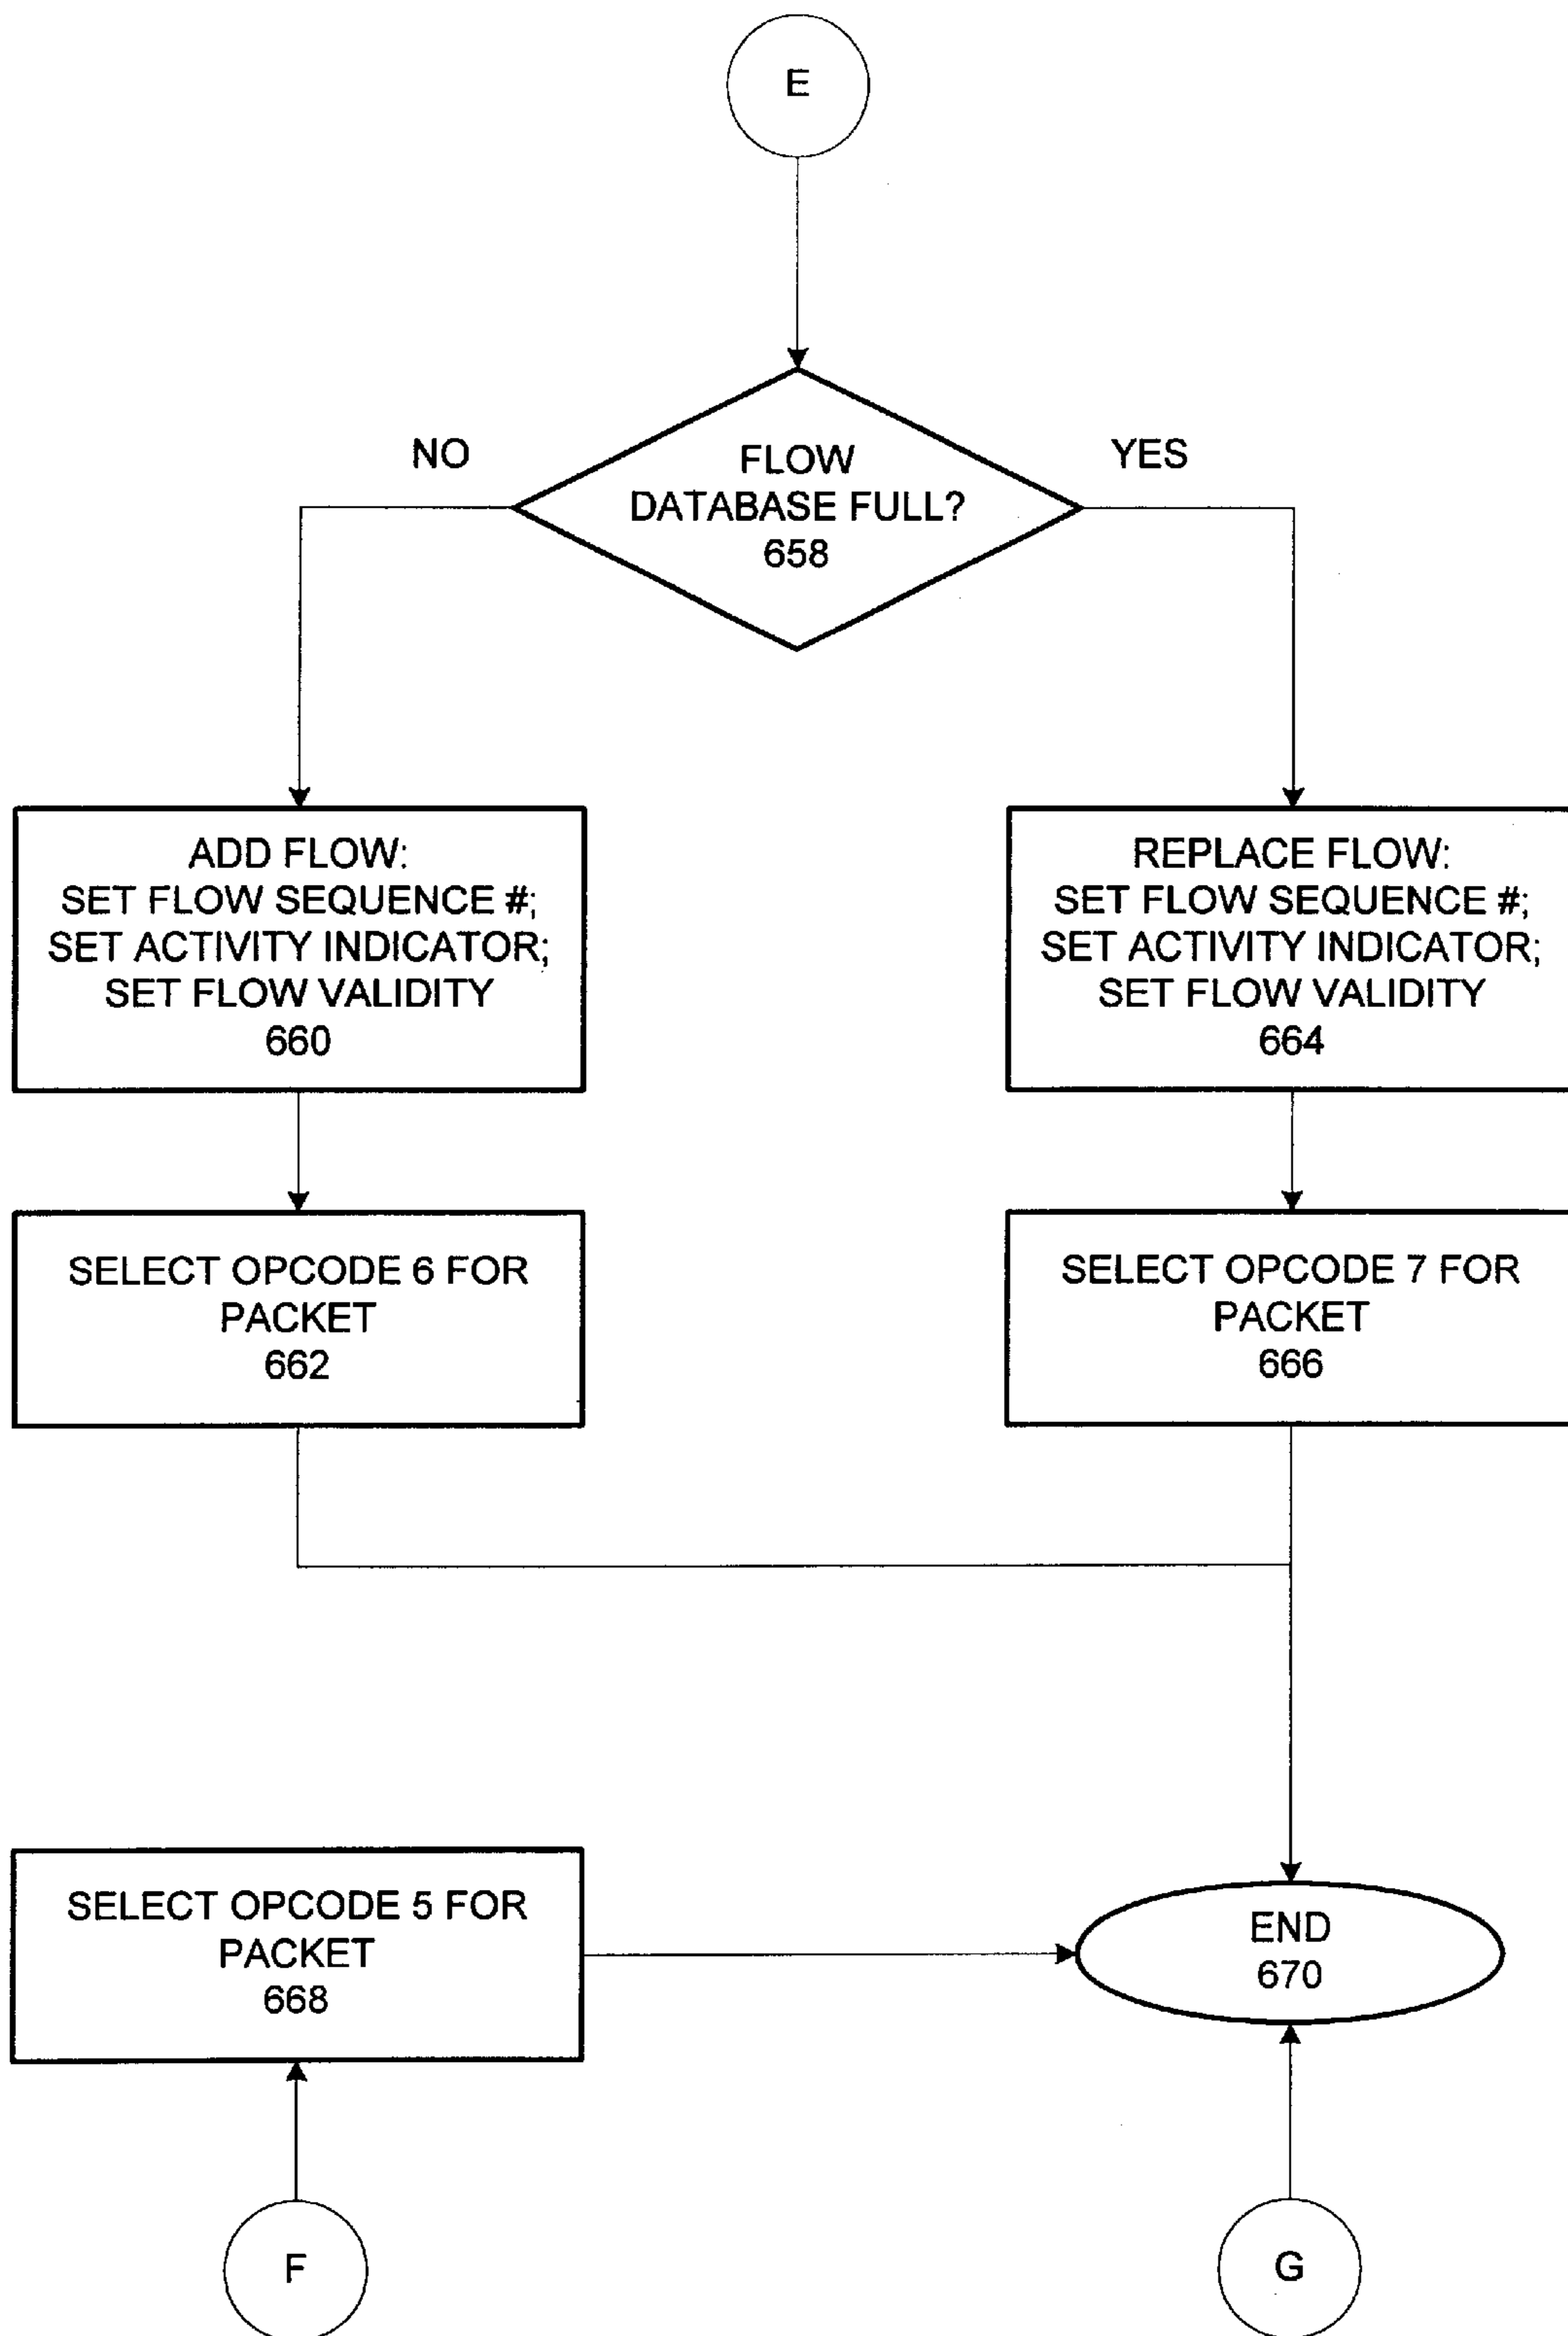 E
NO
YES
FLOW
DATABASE FULL?
658
ADD FLOW:
SET FLOW SEQUENCE #;
SET ACTIVITY INDICATOR;
SET FLOW VALIDITY
660
REPLACE FLOW:
SET FLOW SEQUENCE #;
SET ACTIVITY INDICATOR;
SET FLOW VALIDITY
664
SELECT OPCODE 6 FOR
PACKET
662
SELECT OPCODE 7 FOR
PACKET
666
SELECT OPCODE 5 FOR
PACKET
668
END
670
F
G